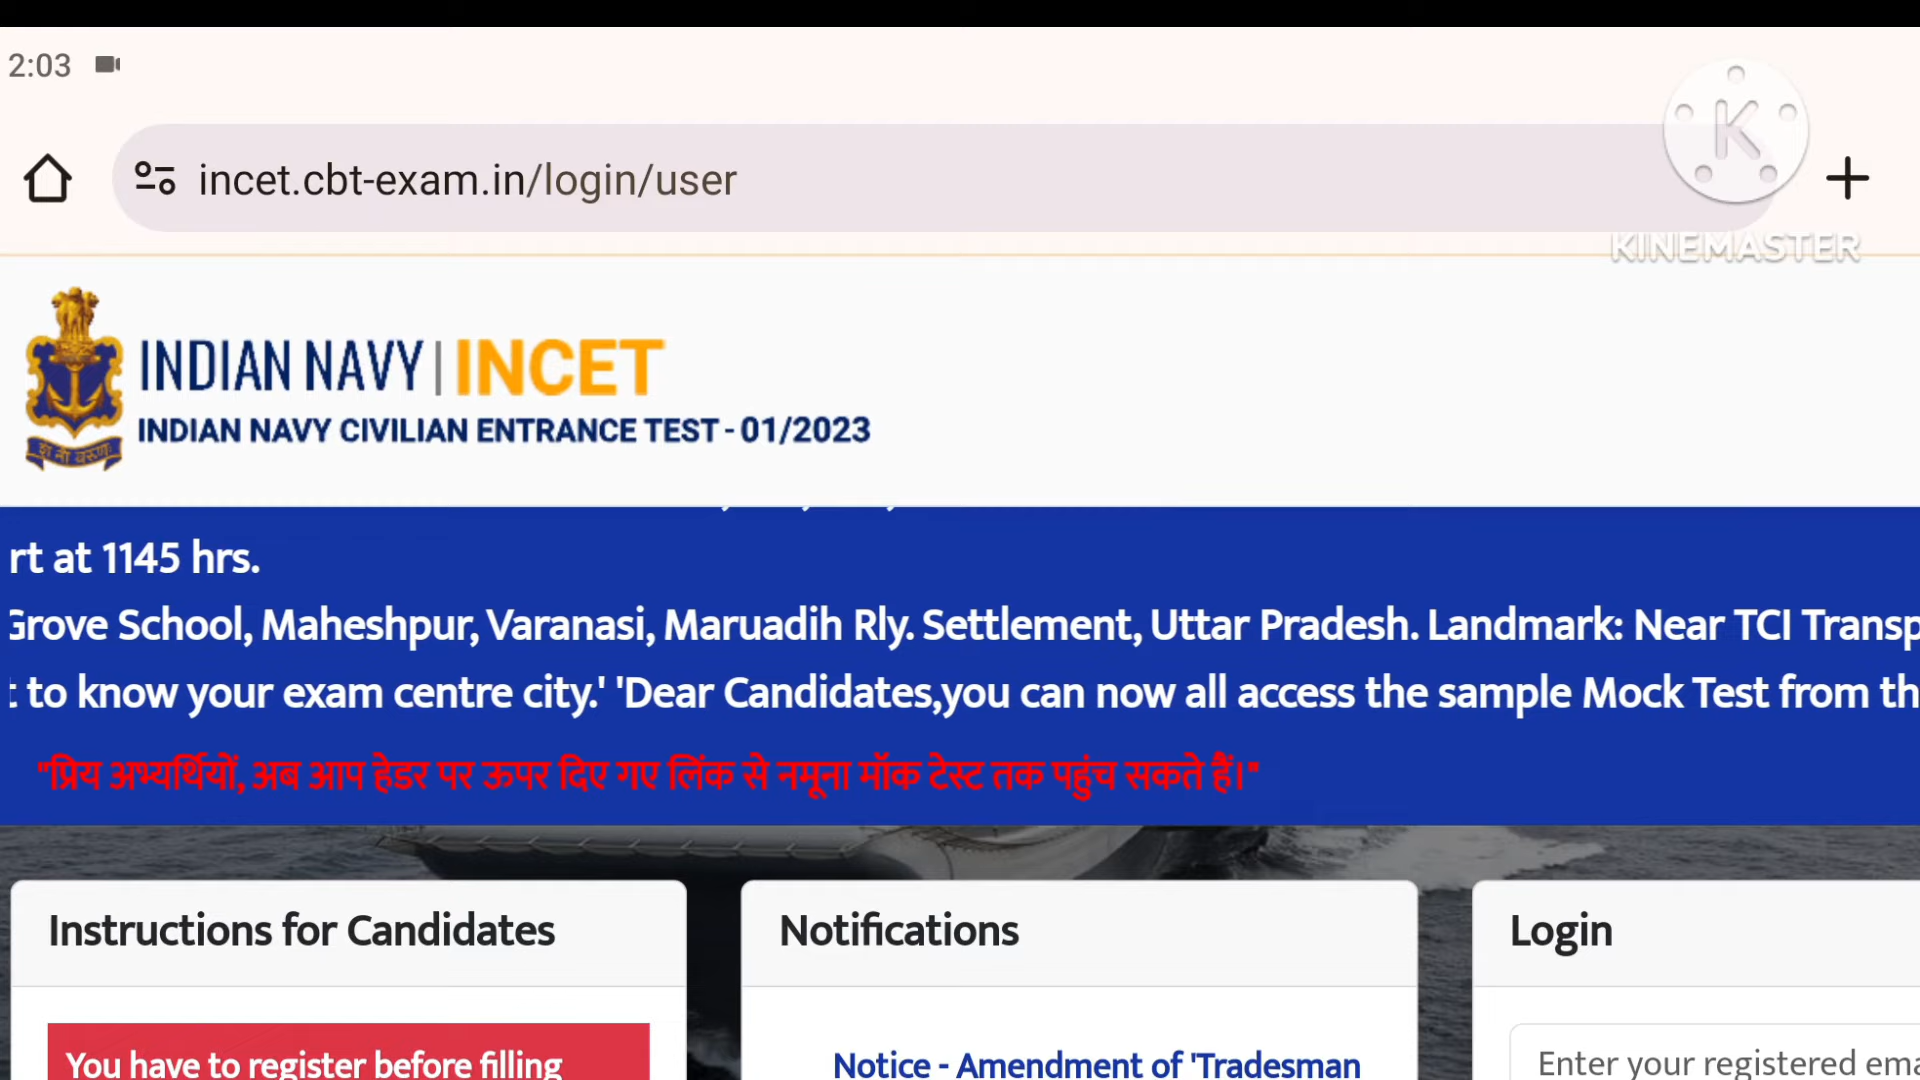 2:03
incet.cbt-exam.in/login/user
K
KINEMASTER
INDIAN NAVY | INCET
INDIAN NAVY CIVILIAN ENTRANCE TEST - 01/2023
rt at 1145 hrs.
Grove School, Maheshpur, Varanasi, Maruadih Rly. Settlement, Uttar Pradesh. Landmark: Near TCI Transp
to know your exam centre city.' 'Dear Candidates,you can now all access the sample Mock Test from th
"प्रिय अभ्यर्थियों, अब आप हेडर पर ऊपर दिए गए लिंक से नमूना मॉक टेस्ट तक पहुंच सकते हैं।"
Instructions for Candidates
Notifications
Login
You have to register before filling
Notice - Amendment of 'Tradesman
Enter your registered ema